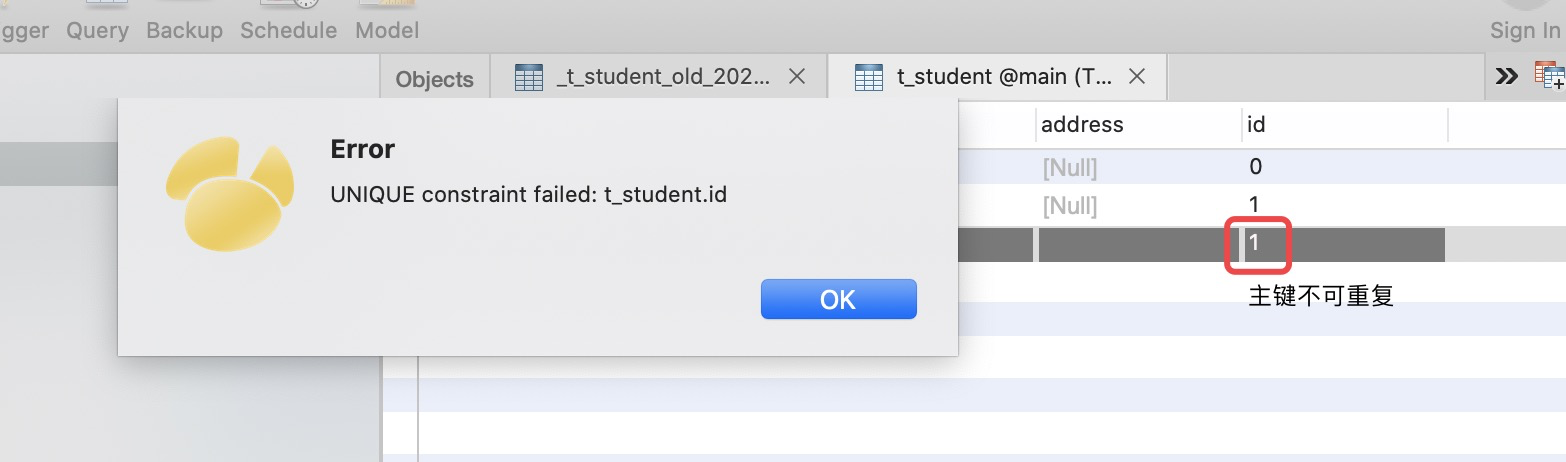 gger Query Backup Schedule Model Sign In
Objects _t_student_old_202... t_student @main (T...
address id
Error
[Null] 0
UNIQUE constraint failed: t_student.id
[Null] 1
1
OK
主键不可重复